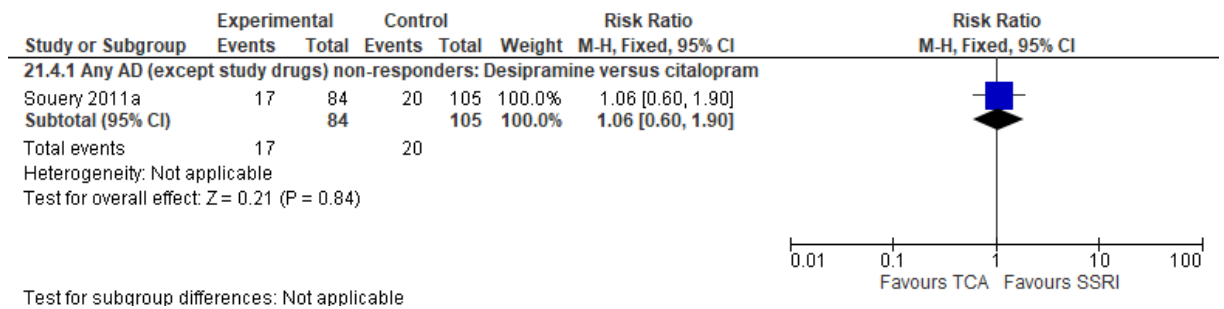 Experimental Control Risk Ratio Risk Ratio
Study or Subgroup Events Total Events Total Weight M-H, Fixed, 95% CI M-H, Fixed, 95% CI
21.4.1 Any AD (except study drugs) non-responders: Desipramine versus citalopram
Souery 2011a 17 84 20 105 100.0% 1.06 [0.60, 1.90]
Subtotal (95% CI) 84 105 100.0% 1.06 [0.60, 1.90]
Total events 17 20
Heterogeneity: Not applicable
Test for overall effect: Z = 0.21 (P = 0.84)
0.01 0.1 1 10 100
Favours TCA Favours SSRI
Test for subgroup differences: Not applicable